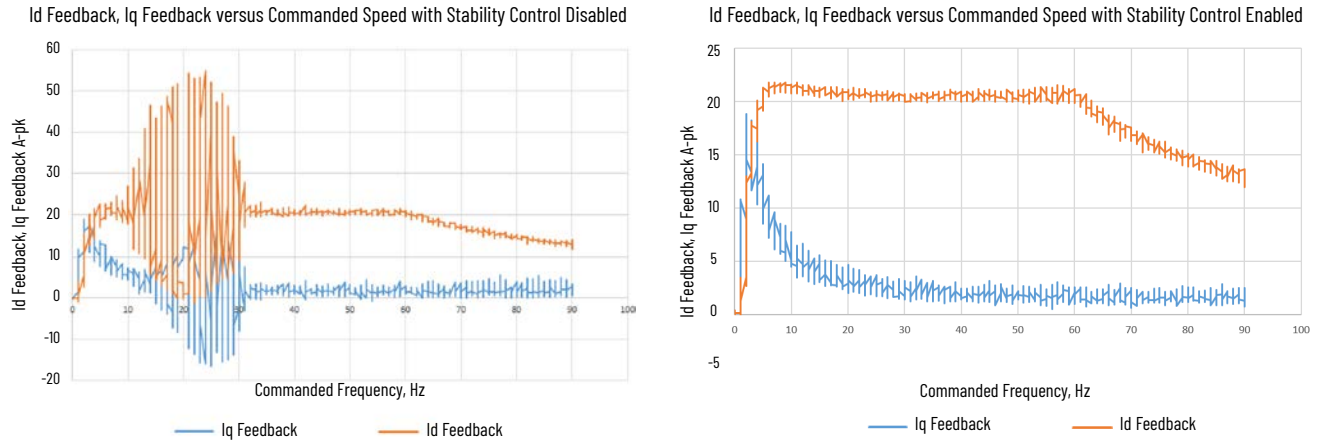 Id Feedback, Iq Feedback versus Commanded Speed with Stability Control Disabled
Id Feedback, Iq Feedback A-pk
60
50
40
30
20
10
0
-10
-20
0 10 20 30 40 50 60 70 80 90 100
Commanded Frequency, Hz
Iq Feedback Id Feedback
Id Feedback, Iq Feedback versus Commanded Speed with Stability Control Enabled
Id Feedback, Iq Feedback A-pk
25
20
15
10
5
0
-5
0 10 20 30 40 50 60 70 80 90 100
Commanded Frequency, Hz
Iq Feedback Id Feedback